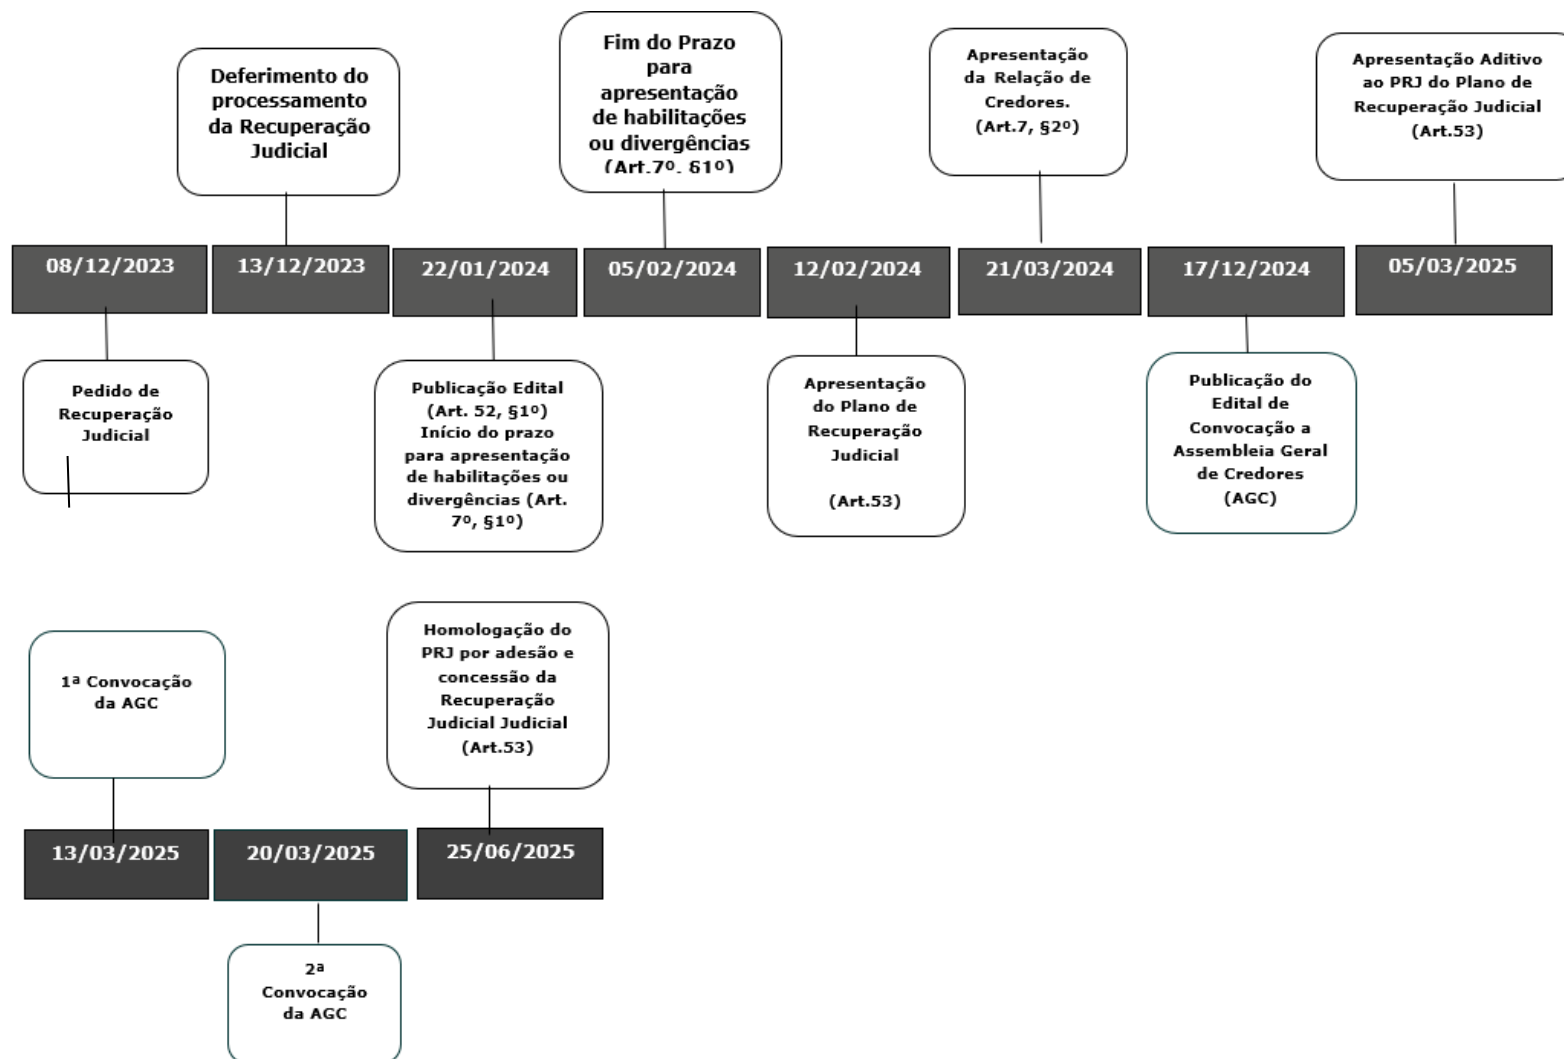 Deferimento do
processamento
da Recuperação
Judicial
Fim do Prazo
para
apresentação
de habilitações
ou divergências
(Art.7º. §1º)
Apresentação
da Relação de
Credores.
(Art.7, §2º)
Apresentação Aditivo
ao PRJ do Plano de
Recuperação Judicial
(Art.53)
08/12/2023
13/12/2023
22/01/2024
05/02/2024
12/02/2024
21/03/2024
17/12/2024
05/03/2025
Pedido de
Recuperação
Judicial
Publicação Edital
(Art. 52, §1º)
Início do prazo
para apresentação
de habilitações ou
divergências (Art.
7º, §1º)
Apresentação
do Plano de
Recuperação
Judicial
(Art.53)
Publicação do
Edital de
Convocação a
Assembleia Geral
de Credores
(AGC)
1ª Convocação
da AGC
Homologação do
PRJ por adesão e
concessão da
Recuperação
Judicial Judicial
(Art.53)
13/03/2025
20/03/2025
25/06/2025
2ª
Convocação
da AGC